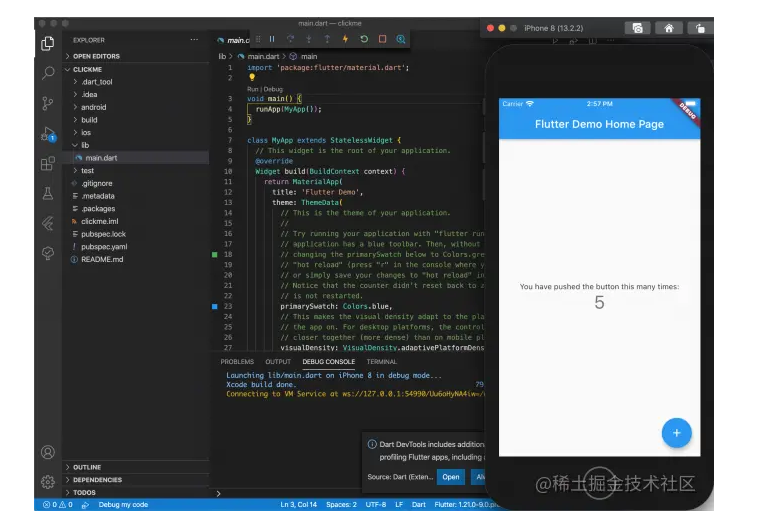 main.dart — clickme
EXPLORER
OPEN EDITORS
CLICKME
.dart_tool
.idea
android
build
ios
lib
main.dart
test
.gitignore
.metadata
.packages
clickme.iml
pubspec.lock
pubspec.yaml
README.md
OUTLINE
DEPENDENCIES
TODOS
1
main.
lib > main.dart > main
1 import 'package:flutter/material.dart';
2
Run | Debug
3 void main() {
4 runApp(MyApp());
5 }
6
7 class MyApp extends StatelessWidget {
8 // This widget is the root of your application.
9 @override
10 Widget build(BuildContext context) {
11 return MaterialApp(
12 title: 'Flutter Demo',
13 theme: ThemeData(
14 // This is the theme of your application.
15 //
16 // Try running your application with "flutter run
17 // application has a blue toolbar. Then, without
18 // changing the primarySwatch below to Colors.gre
19 // "hot reload" (press "r" in the console where y
20 // or simply save your changes to "hot reload" in
21 // Notice that the counter didn't reset back to
22 // is not restarted.
23 primarySwatch: Colors.blue,
24 // This makes the visual density adapt to the pla
25 // the app on. For desktop platforms, the control
26 // closer together (more dense) than on mobile pl
27 visualDensity: VisualDensity.adaptivePlatformDens
PROBLEMS OUTPUT DEBUG CONSOLE TERMINAL
Launching lib/main.dart on iPhone 8 in debug mode...
Xcode build done. 79
Connecting to VM Service at ws://127.0.0.1:54990/Uu6oHyNA4iw=/
Dart DevTools includes addition
profiling Flutter apps, including
Source: Dart (Exten... Open Al
0 0 Debug my code
Ln 3, Col 14 Spaces: 2 UTF-8 LF Dart Flutter: 1.21.0-9.0.pr
iPhone 8 (13.2.2)
Carrier 2:57 PM
DEBUG
Flutter Demo Home Page
You have pushed the button this many times:
5
+
@稀土掘金技术社区